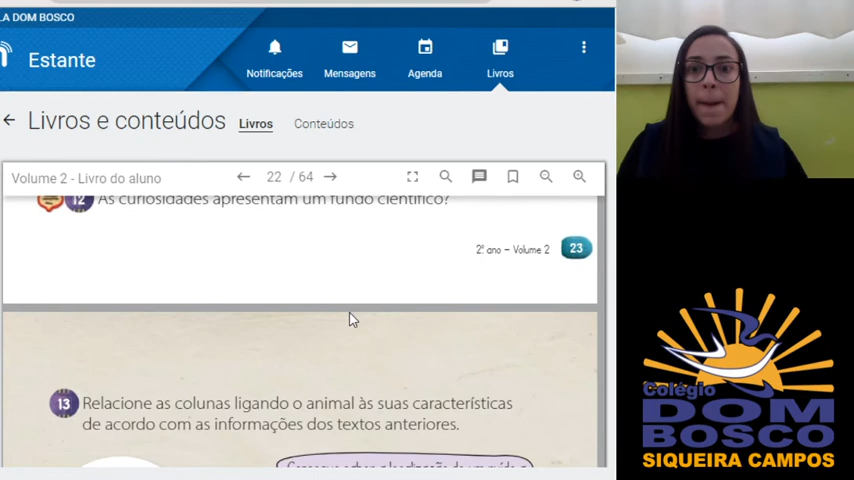 LA DOM BOSCO
Estante
Notificações
Mensagens
Agenda
Livros
Livros e conteúdos
Livros
Conteúdos
Volume 2 - Livro do aluno
22 / 64
12 As curiosidades apresentam um fundo científico?
2º. ano – Volume 2
23
13 Relacione as colunas ligando o animal às suas características
de acordo com as informações dos textos anteriores.
Colégio
DOM
BOSCO
SIQUEIRA CAMPOS